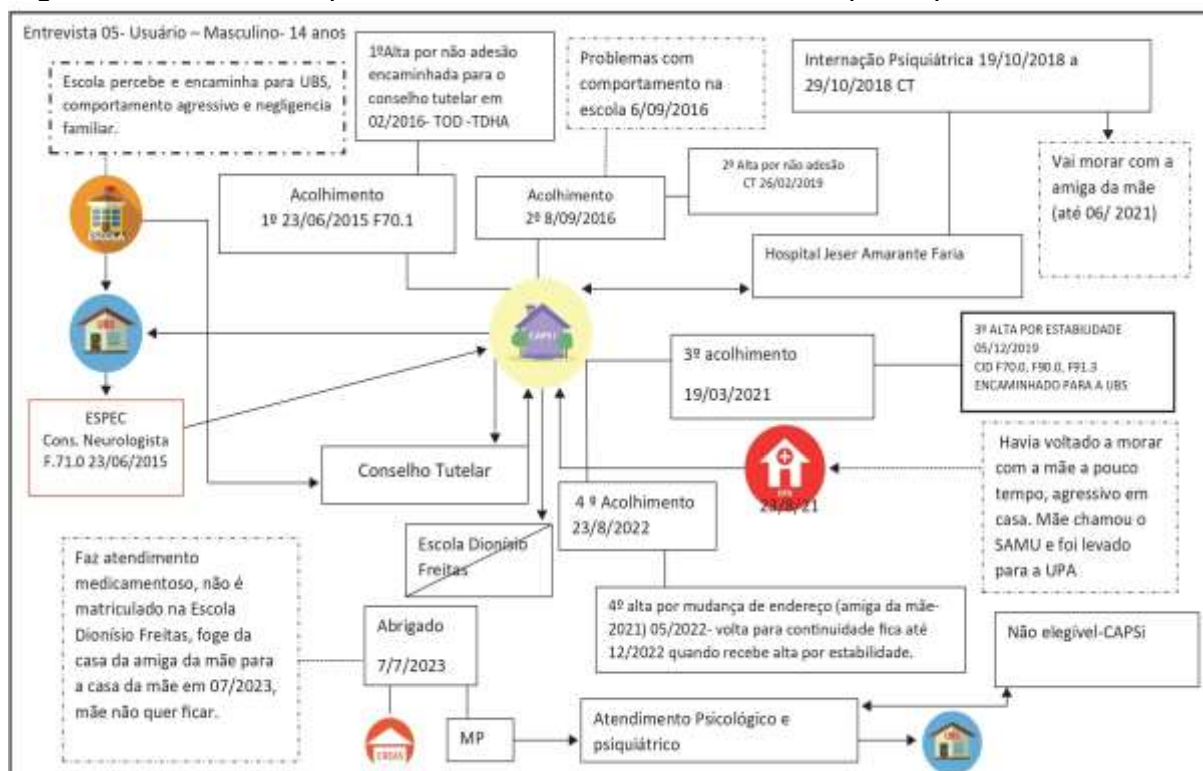 Entrevista 05- Usuário – Masculino- 14 anos
Escola percebe e encaminha para UBS,
comportamento agressivo e negligencia
familiar.
1ºAlta por não adesão
encaminhada para o
conselho tutelar em
02/2016- TOD -TDHA
Problemas com
comportamento na
escola 6/09/2016
Internação Psiquiátrica 19/10/2018 a
29/10/2018 CT
Vai morar com a
amiga da mãe
(até 06/ 2021)
2º Alta por não adesão
CT 26/02/2019
Acolhimento
1º 23/06/2015 F70.1
Acolhimento
2º 8/09/2016
Hospital Jeser Amarante Faria
ESCOLA
UBS
CAPSi
3º acolhimento
19/03/2021
3º ALTA POR ESTABILIDADE
05/12/2019
CID F70.0, F90.0, F91.3
ENCAMINHADO PARA A UBS
ESPEC
Cons. Neurologista
F.71.0 23/06/2015
Conselho Tutelar
4 º Acolhimento
23/8/2022
23/8/21
Havia voltado a morar
com a mãe a pouco
tempo, agressivo em
casa. Mãe chamou o
SAMU e foi levado
para a UPA
Escola Dionísio
Freitas
Faz atendimento
medicamentoso, não é
matriculado na Escola
Dionísio Freitas, foge da
casa da amiga da mãe para
a casa da mãe em 07/2023,
mãe não quer ficar.
Abrigado
7/7/2023
4º alta por mudança de endereço (amiga da mãe-
2021) 05/2022- volta para continuidade fica até
12/2022 quando recebe alta por estabilidade.
Não elegível-CAPSi
CREAS
MP
Atendimento Psicológico e
psiquiátrico
UBS